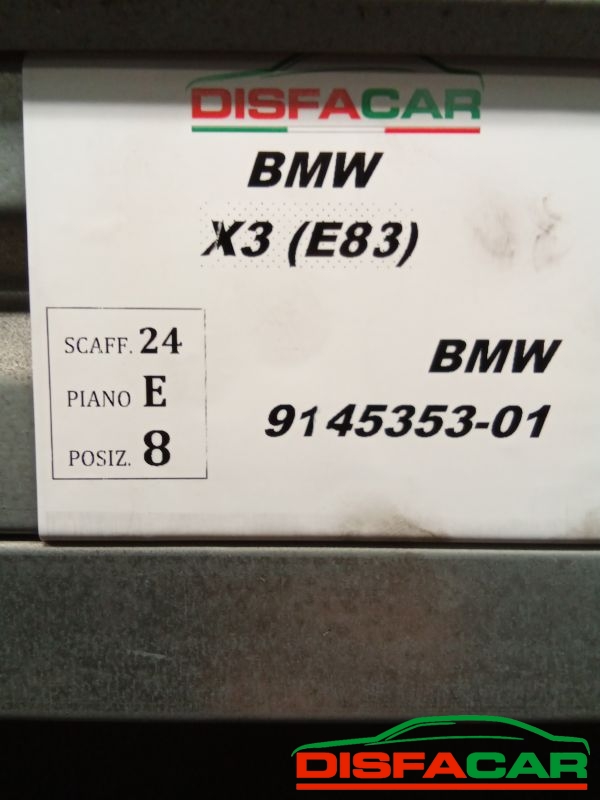 DISFACAR
BMW
X3 (E83)
SCAFF. 24
PIANO E
POSIZ. 8
BMW
9145353-01
DISFACAR